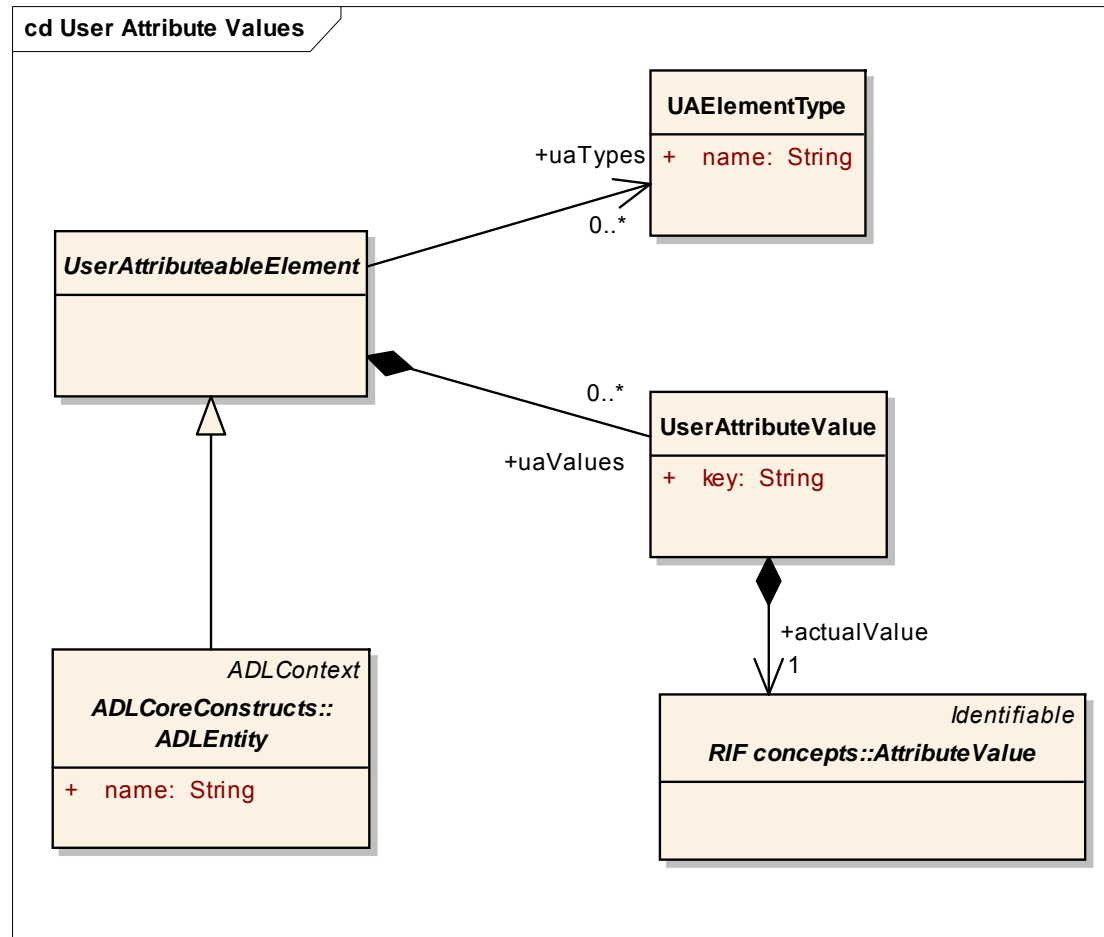 cd User Attribute Values
UAElementType
+ name: String
+uaTypes
0..*
UserAttributeableElement
0..*
+uaValues
UserAttributeValue
+ key: String
+actualValue
1
ADLContext
ADLCoreConstructs::
ADLEntity
+ name: String
Identifiable
RIF concepts::AttributeValue